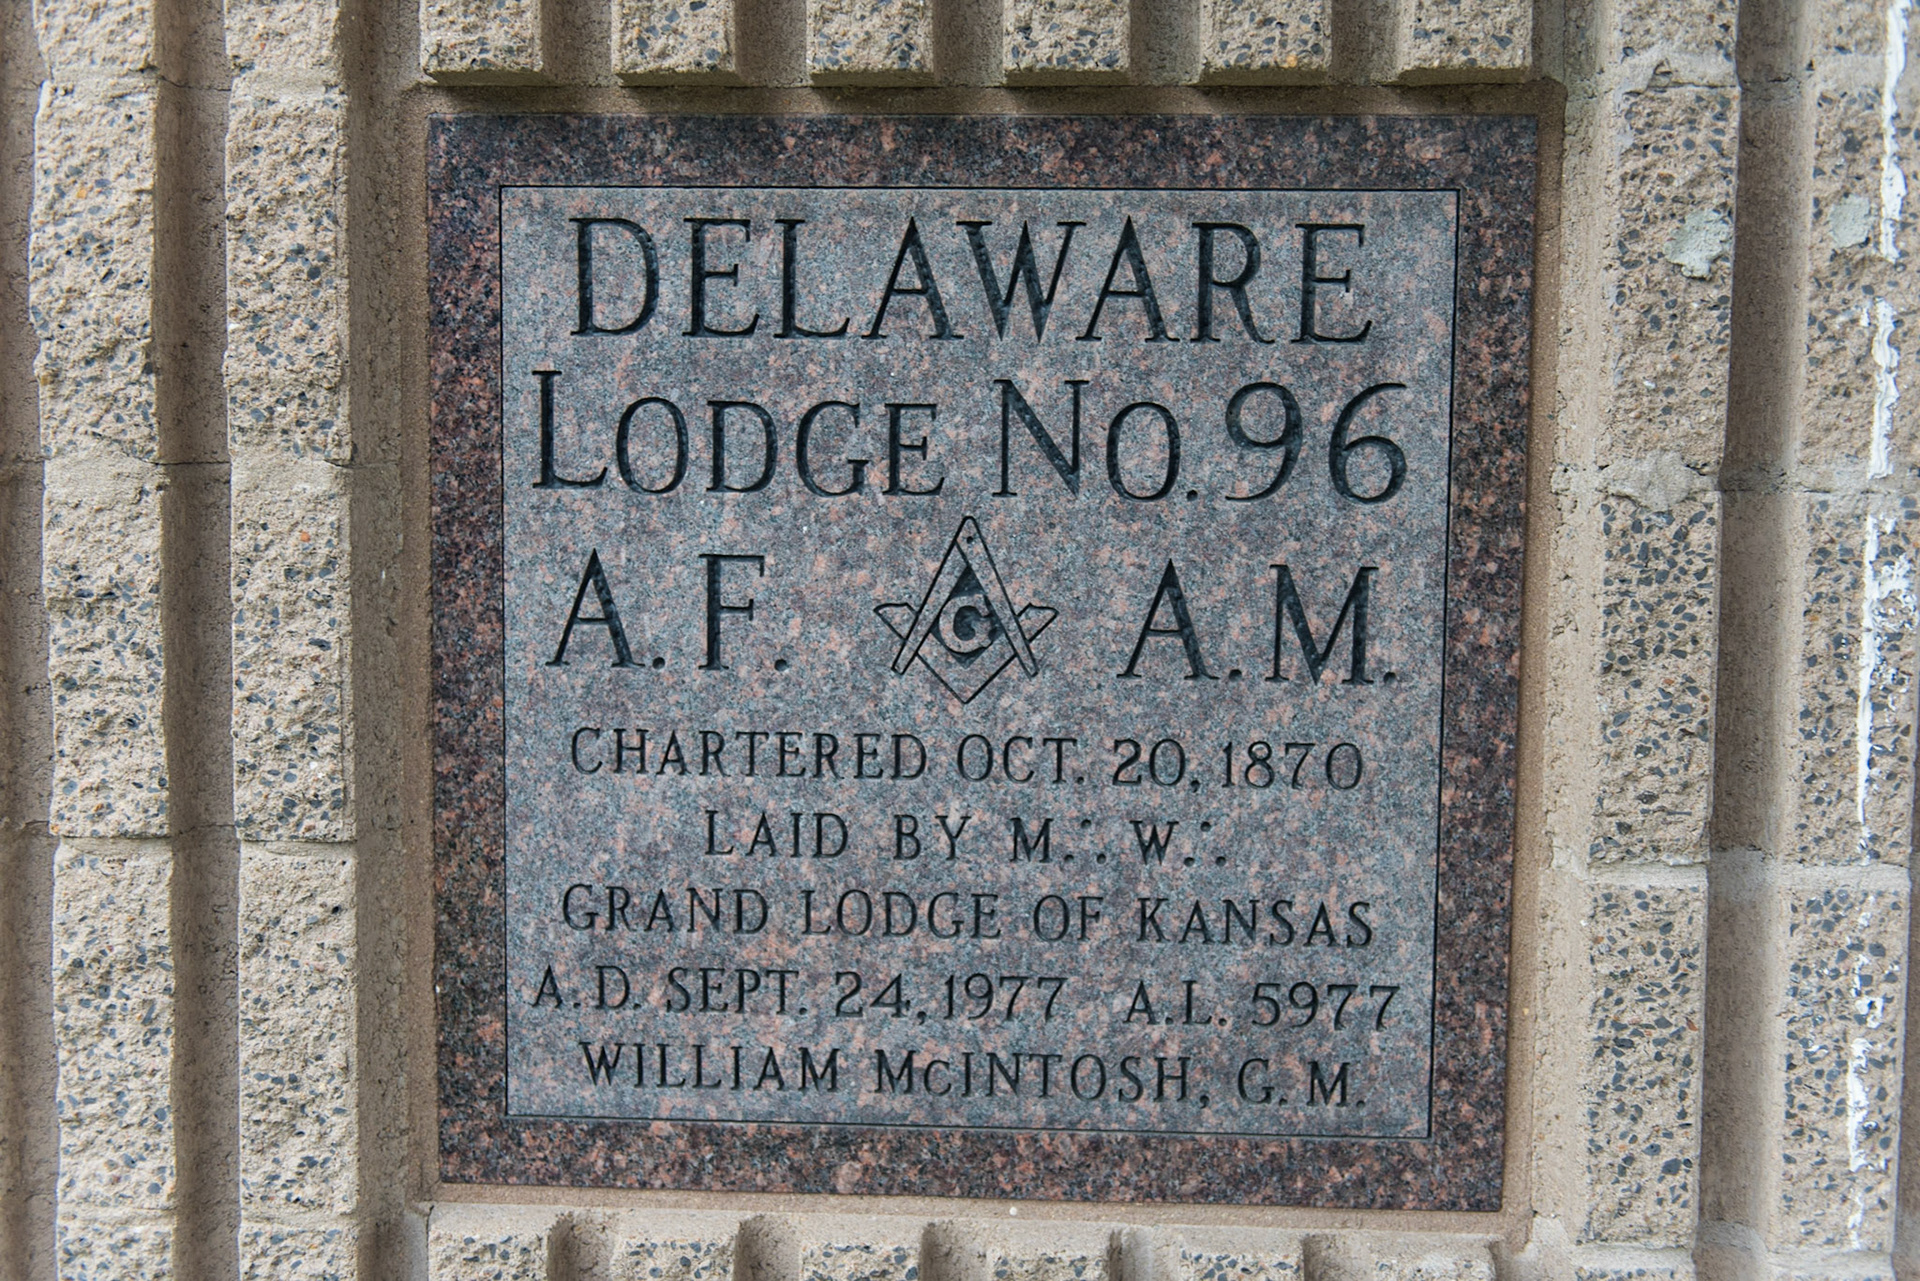 DELAWARE
LODGE NO. 96
A.F. G A.M.
CHARTERED OCT. 20, 1870
LAID BY M∴ W∴
GRAND LODGE OF KANSAS
A.D. SEPT. 24, 1977 A.L. 5977
WILLIAM McINTOSH, G.M.